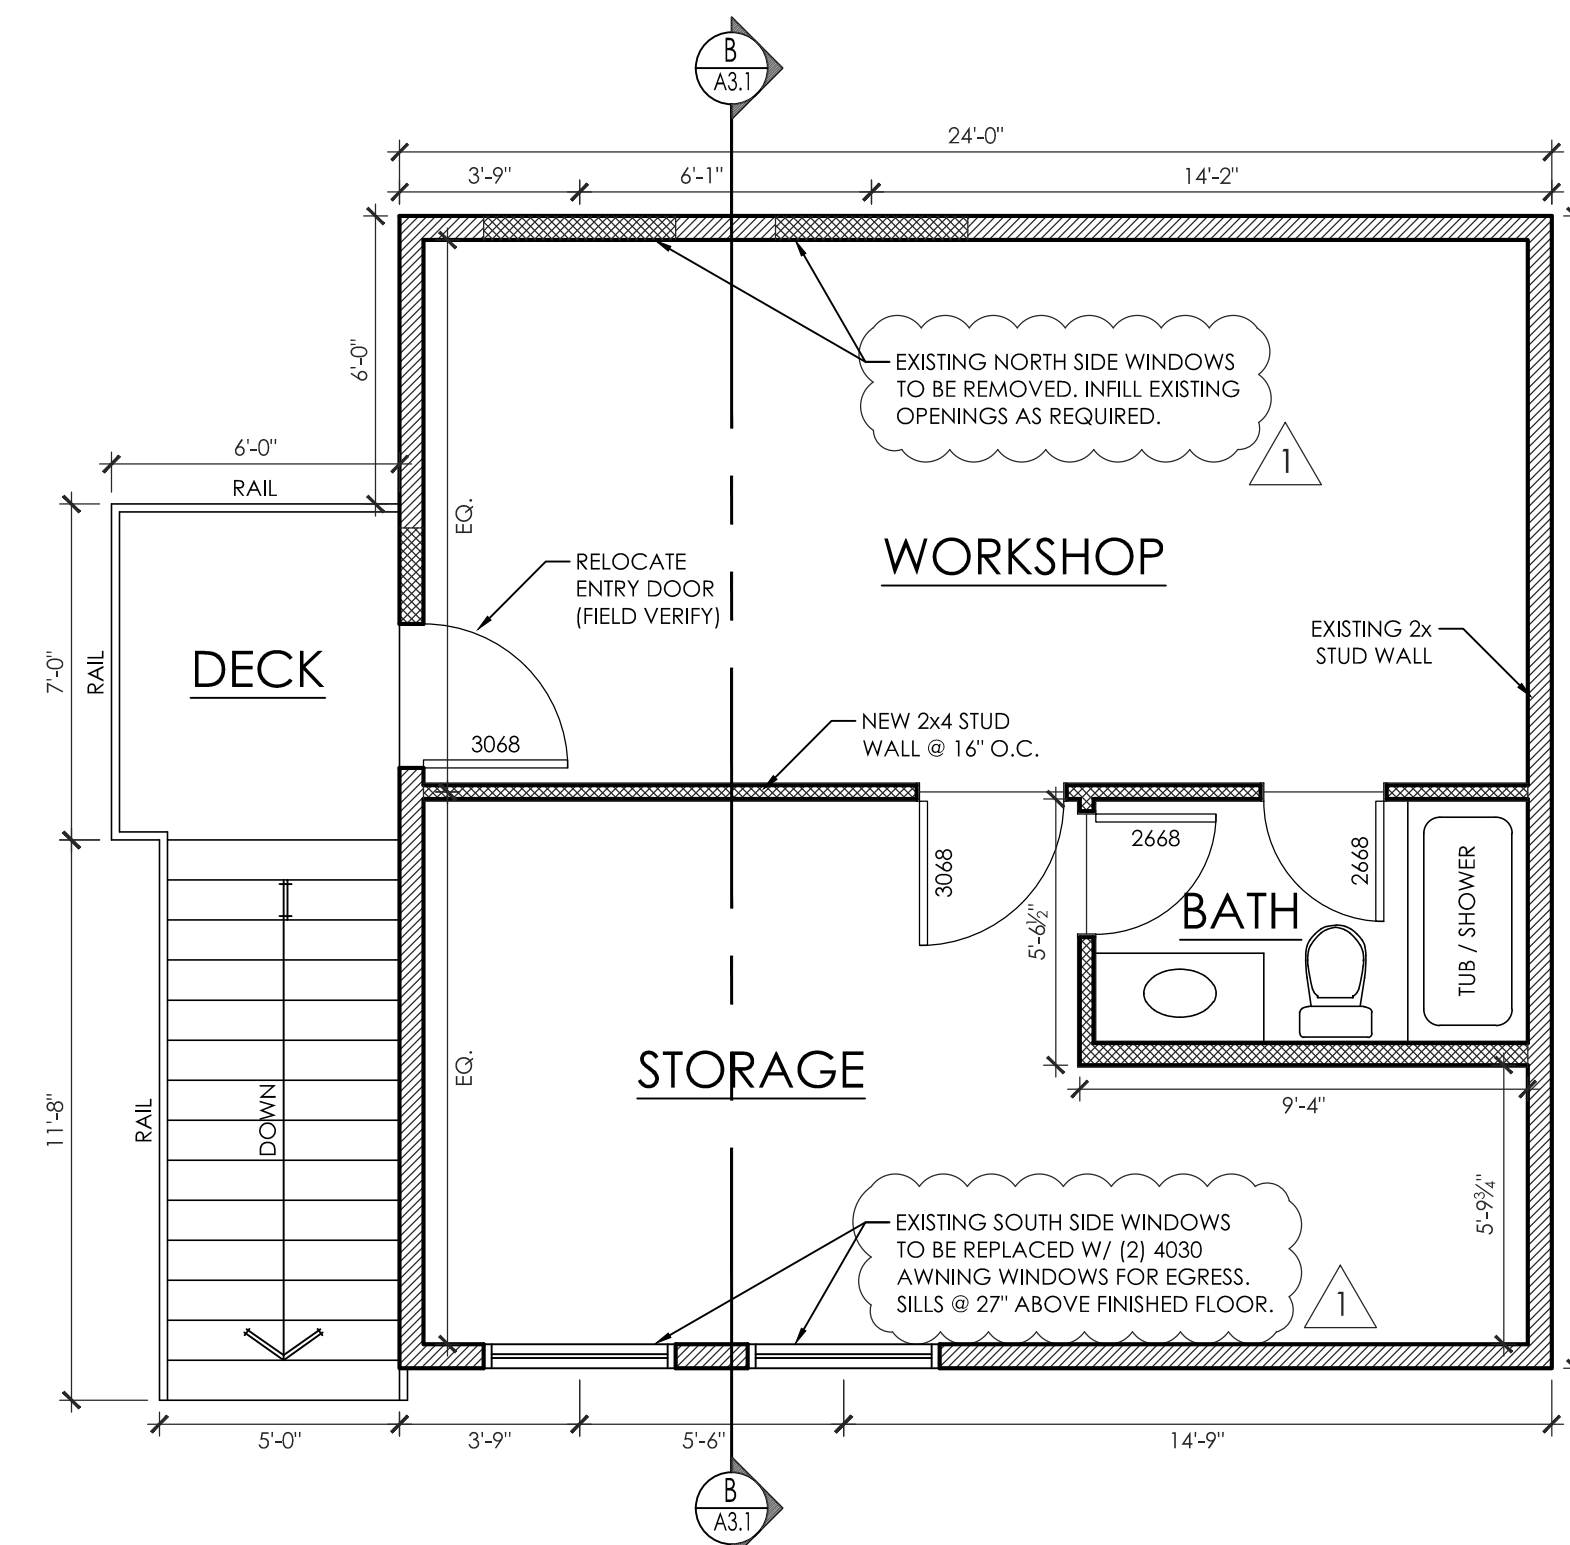 B
A3.1
24'-0"
3'-9"
6'-1"
14'-2"
6'-0"
EXISTING NORTH SIDE WINDOWS
TO BE REMOVED. INFILL EXISTING
OPENINGS AS REQUIRED.
1
6'-0"
RAIL
EQ.
WORKSHOP
RELOCATE
ENTRY DOOR
(FIELD VERIFY)
EXISTING 2x
STUD WALL
DECK
RAIL
7'-0"
3068
NEW 2x4 STUD
WALL @ 16" O.C.
3068
2668
2668
BATH
TUB / SHOWER
5'-6½"
STORAGE
EQ.
9'-4"
DOWN
RAIL
11'-8"
5'-9¾"
EXISTING SOUTH SIDE WINDOWS
TO BE REPLACED W/ (2) 4030
AWNING WINDOWS FOR EGRESS.
SILLS @ 27" ABOVE FINISHED FLOOR.
1
5'-0"
3'-9"
5'-6"
14'-9"
B
A3.1